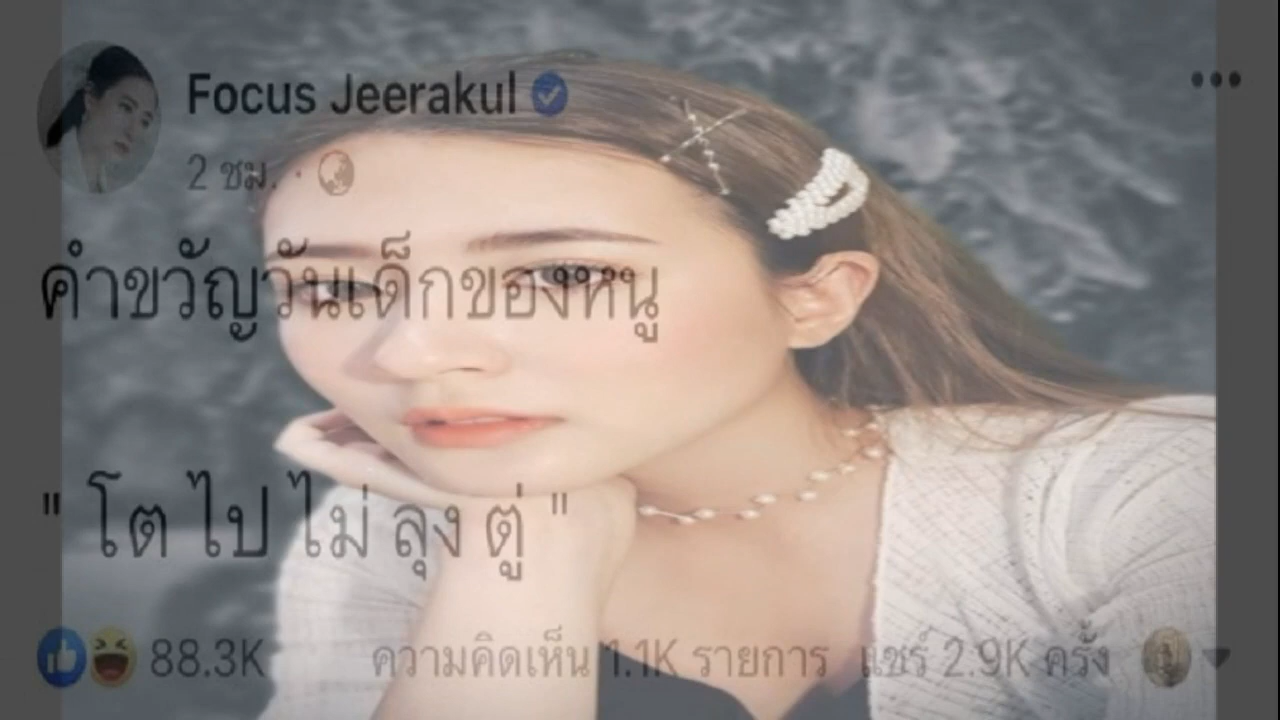 Focus Jeerakul
2 ชม.
คำขวัญวันเด็กของหนู
" โต ไป ไม่ ลุง ตู่ "
88.3K ความคิดเห็น 1.1K รายการ แชร์ 2.9K ครั้ง